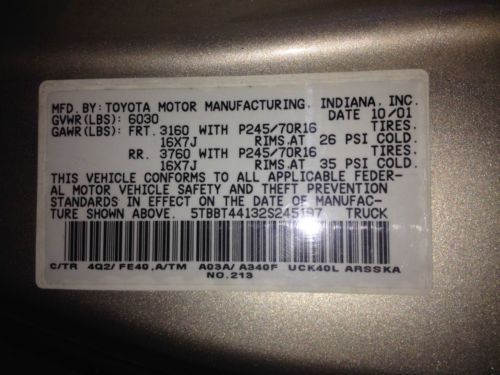 MFD. BY: TOYOTA MOTOR MANUFACTURING, INDIANA, INC.
GVWR(LBS): 6030 DATE 10/01
GAWR(LBS): FRT. 3160 WITH P245/70R16 TIRES.
16X7J RIMS.AT 26 PSI COLD.
RR. 3760 WITH P245/70R16 TIRES.
16X7J RIMS.AT 35 PSI COLD.
THIS VEHICLE CONFORMS TO ALL APPLICABLE FEDER-
AL MOTOR VEHICLE SAFETY AND THEFT PREVENTION
STANDARDS IN EFFECT ON THE DATE OF MANUFAC-
TURE SHOWN ABOVE. 5TBBT44132S245197 TRUCK
C/TR 4Q2/ FE40 ,A/TM A03A/ A340F UCK40L ARSSKA
NO.213